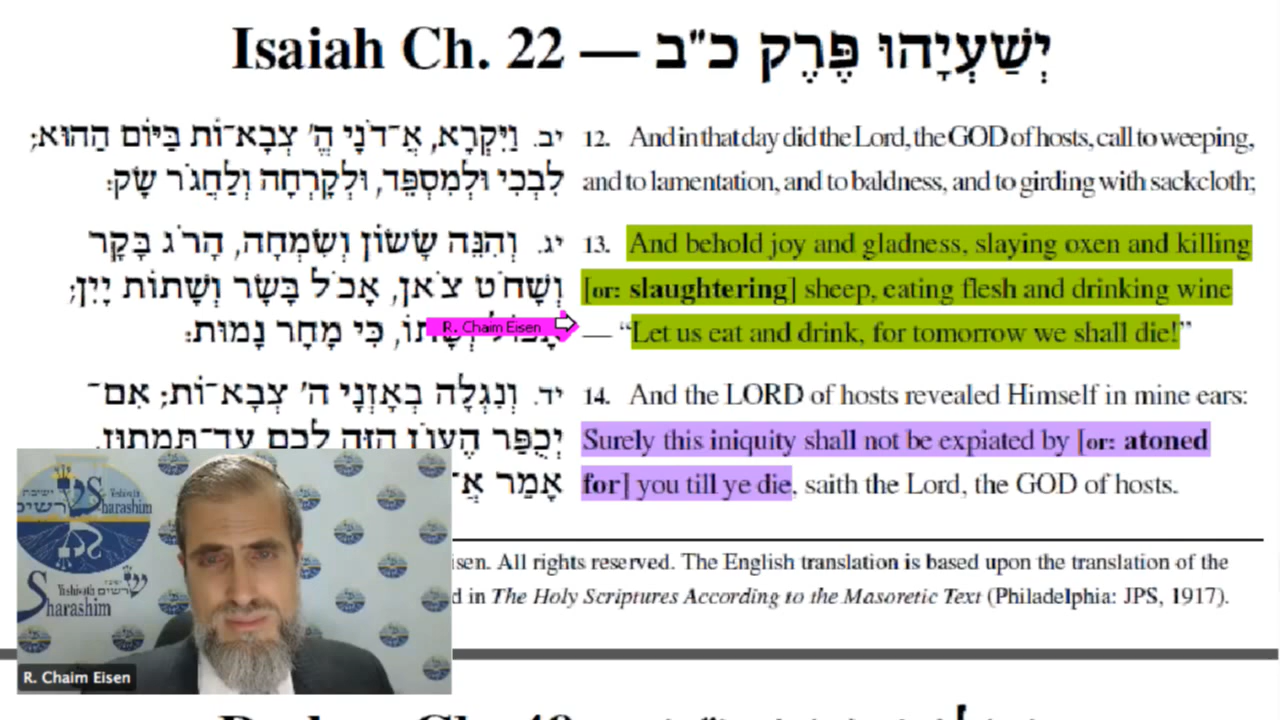 Isaiah Ch. 22 — יְשַׁעְיָהוּ פֶּרֶק כ"ב
יב. וַיִּקְרָא, אֲ־דֹנָי ה' צְבָא־וֹת בַּיּוֹם הַהוּא;
לִבְכִי וּלְמִסְפֵּד, וּלְקָרְחָה וְלַחֲגֹר שָׂק:
12. And in that day did the Lord, the GOD of hosts, call to weeping,
and to lamentation, and to baldness, and to girding with sackcloth;
יג. וְהִנֵּה שָׂשׂוֹן וְשִׂמְחָה, הָרֹג בָּקָר
וְשָׁחֹט צֹאן, אָכֹל בָּשָׂר וְשָׁתוֹת יָיִן;
כִּי מָחָר נָמוּת:
R. Chaim Eisen
13. And behold joy and gladness, slaying oxen and killing
[or: slaughtering] sheep, eating flesh and drinking wine
— “Let us eat and drink, for tomorrow we shall die!”
יד. וְנִגְלָה בְאָזְנָי ה' צְבָא־וֹת; אִם־
יְכֻפַּר הֶעָוֹן הַזֶּה לָכֶם עַד־תְּמֻתוּן,
אָמַר
14. And the LORD of hosts revealed Himself in mine ears:
Surely this iniquity shall not be expiated by [or: atoned
for] you till ye die, saith the Lord, the GOD of hosts.
isen. All rights reserved. The English translation is based upon the translation of the
d in The Holy Scriptures According to the Masoretic Text (Philadelphia: JPS, 1917).
Yeshivath
Sharashim
Yeshivath
Sharashim
R. Chaim Eisen